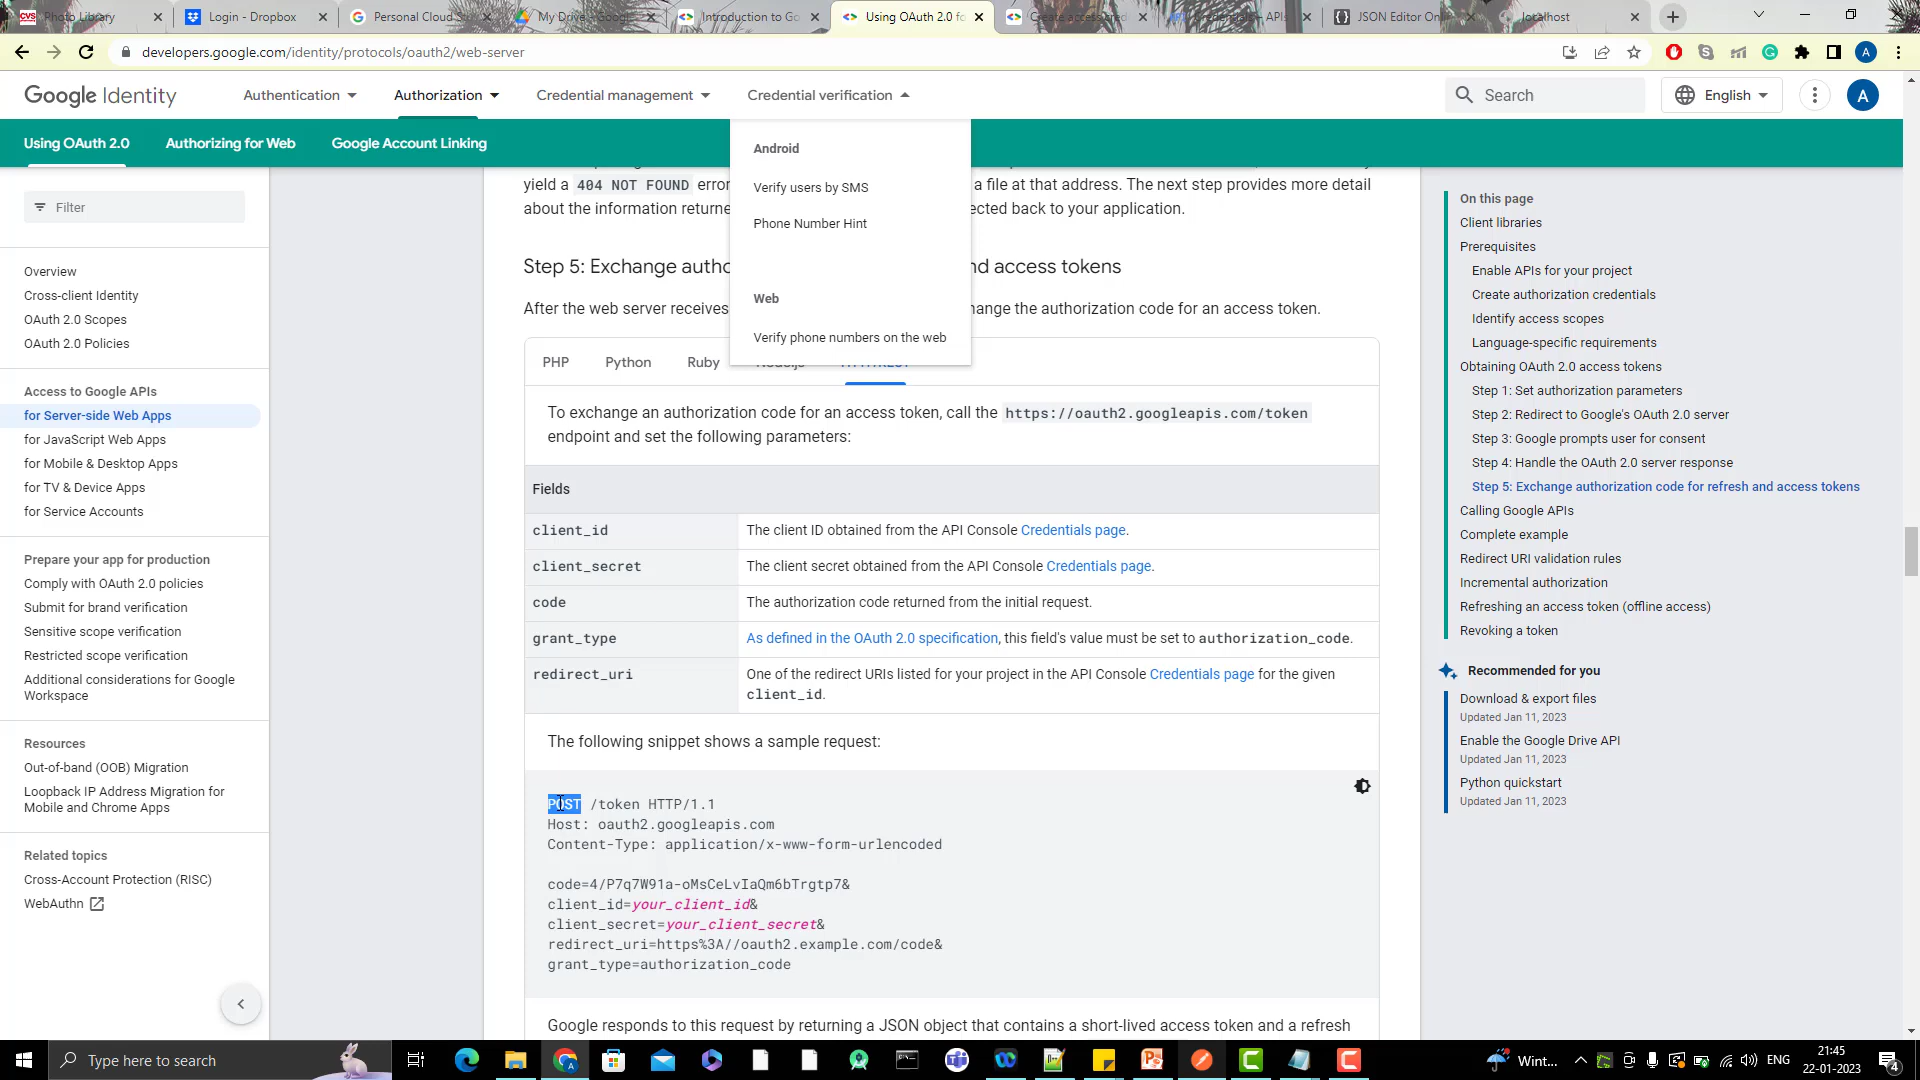 Photo Library
Login - Dropbox
Personal Cloud St
My Drive - Google
Introduction to Go
Using OAuth 2.0 fo
Create access cred
Credentials - APIs
JSON Editor Onl
localhost
developers.google.com/identity/protocols/oauth2/web-server
A
Google Identity
Authentication
Authorization
Credential management
Credential verification
Search
English
A
Using OAuth 2.0
Authorizing for Web
Google Account Linking
Android
Verify users by SMS
Phone Number Hint
Web
Verify phone numbers on the web
Filter
Overview
Cross-client Identity
OAuth 2.0 Scopes
OAuth 2.0 Policies
Access to Google APIs
for Server-side Web Apps
for JavaScript Web Apps
for Mobile & Desktop Apps
for TV & Device Apps
for Service Accounts
Prepare your app for production
Comply with OAuth 2.0 policies
Submit for brand verification
Sensitive scope verification
Restricted scope verification
Additional considerations for Google
Workspace
Resources
Out-of-band (OOB) Migration
Loopback IP Address Migration for
Mobile and Chrome Apps
Related topics
Cross-Account Protection (RISC)
WebAuthn
yield a 404 NOT FOUND error a file at that address. The next step provides more detail
about the information returne ected back to your application.
Step 5: Exchange autho nd access tokens
After the web server receives hange the authorization code for an access token.
PHP
Python
Ruby
Node.js
HTTP/REST
To exchange an authorization code for an access token, call the https://oauth2.googleapis.com/token
endpoint and set the following parameters:
Fields
client_id The client ID obtained from the API Console Credentials page.
client_secret The client secret obtained from the API Console Credentials page.
code The authorization code returned from the initial request.
grant_type As defined in the OAuth 2.0 specification, this field's value must be set to authorization_code.
redirect_uri One of the redirect URIs listed for your project in the API Console Credentials page for the given
client_id.
The following snippet shows a sample request:
POST /token HTTP/1.1
Host: oauth2.googleapis.com
Content-Type: application/x-www-form-urlencoded
code=4/P7q7W91a-oMsCeLvIaQm6bTrgtp7&
client_id=your_client_id&
client_secret=your_client_secret&
redirect_uri=https%3A//oauth2.example.com/code&
grant_type=authorization_code
Google responds to this request by returning a JSON object that contains a short-lived access token and a refresh
On this page
Client libraries
Prerequisites
Enable APIs for your project
Create authorization credentials
Identify access scopes
Language-specific requirements
Obtaining OAuth 2.0 access tokens
Step 1: Set authorization parameters
Step 2: Redirect to Google's OAuth 2.0 server
Step 3: Google prompts user for consent
Step 4: Handle the OAuth 2.0 server response
Step 5: Exchange authorization code for refresh and access tokens
Calling Google APIs
Complete example
Redirect URI validation rules
Incremental authorization
Refreshing an access token (offline access)
Revoking a token
Recommended for you
Download & export files
Updated Jan 11, 2023
Enable the Google Drive API
Updated Jan 11, 2023
Python quickstart
Updated Jan 11, 2023
Type here to search
Wint...
ENG
21:45
22-01-2023
4